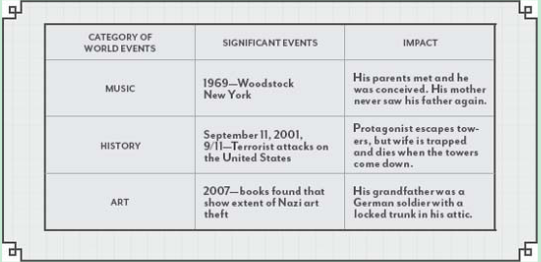 CATEGORY OF
WORLD EVENTS
SIGNIFICANT EVENTS
IMPACT
MUSIC
1969—Woodstock
New York
His parents met and he
was conceived. His mother
never saw his father again.
HISTORY
September 11, 2001,
9/11—Terrorist attacks on
the United States
Protagonist escapes tow-
ers, but wife is trapped
and dies when the towers
come down.
ART
2007—books found that
show extent of Nazi art
theft
His grandfather was a
German soldier with a
locked trunk in his attic.